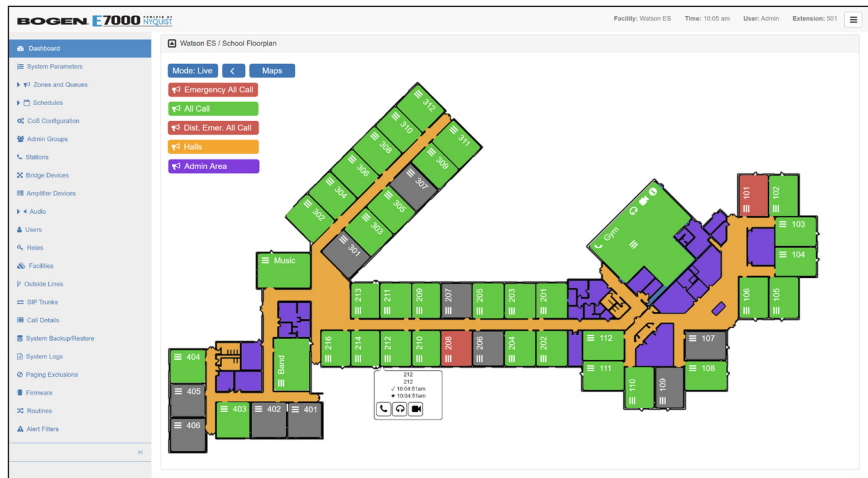 BOGEN. E7000 POWERED BY NYQUIST
Facility: Watson ES Time: 10:05 am User: Admin Extension: 501
Dashboard
System Parameters
Zones and Queues
Schedules
CoS Configuration
Admin Groups
Stations
Bridge Devices
Amplifier Devices
Audio
Users
Roles
Facilities
Outside Lines
SIP Trunks
Call Details
System Backup/Restore
System Logs
Paging Exclusions
Firmware
Routines
Alert Filters
«
Watson ES / School Floorplan
Mode: Live < Maps
Emergency All Call
All Call
Dist. Emer. All Call
Halls
Admin Area
312
310
308
306
304
302
311
309
307
305
303
301
Music
Gym
101
102
103
104
105
106
213
211
209
207
205
203
201
216
214
212
210
208
206
204
202
112
111
110
109
107
108
Band
404
405
406
403
402
401
212
212
✓ 10:04:51am
★ 10:04:51am